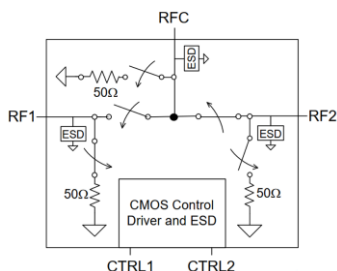 RFC
ESD
50Ω
RF1
RF2
ESD
ESD
50Ω
50Ω
CMOS Control
Driver and ESD
CTRL1
CTRL2